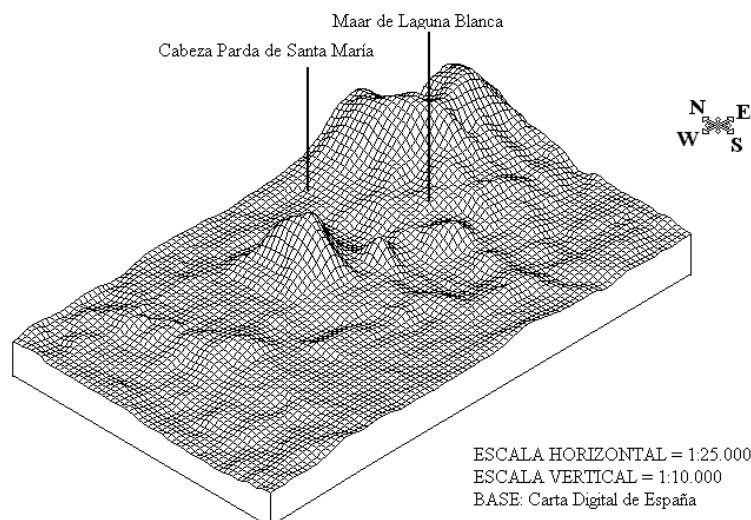 Maar de Laguna Blanca
Cabeza Parda de Santa María
N E
W S
ESCALA HORIZONTAL = 1:25.000
ESCALA VERTICAL = 1:10.000
BASE: Carta Digital de España